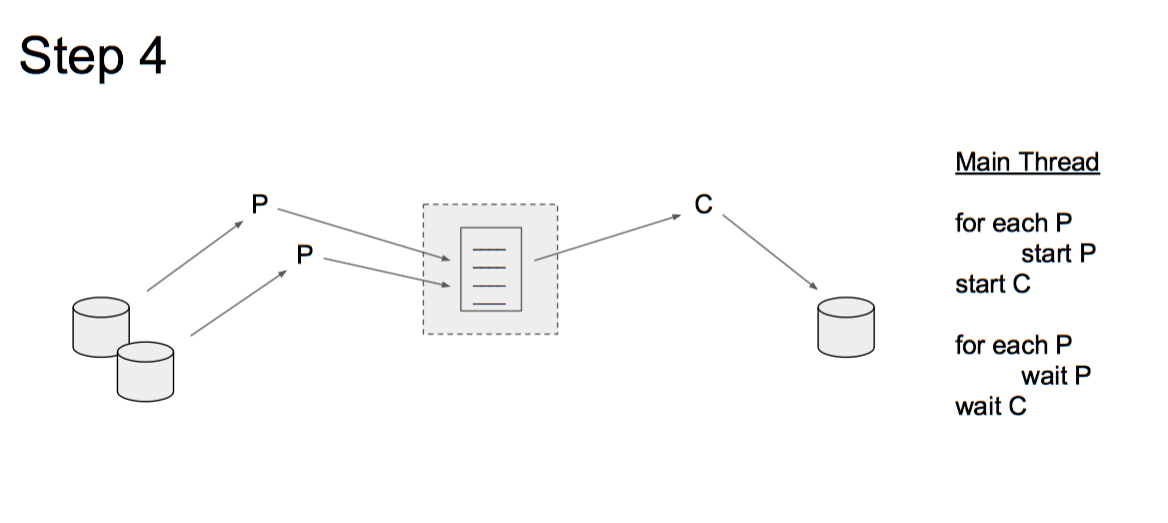 Step 4
P
P
C
Main Thread
for each P
start P
start C
for each P
wait P
wait C